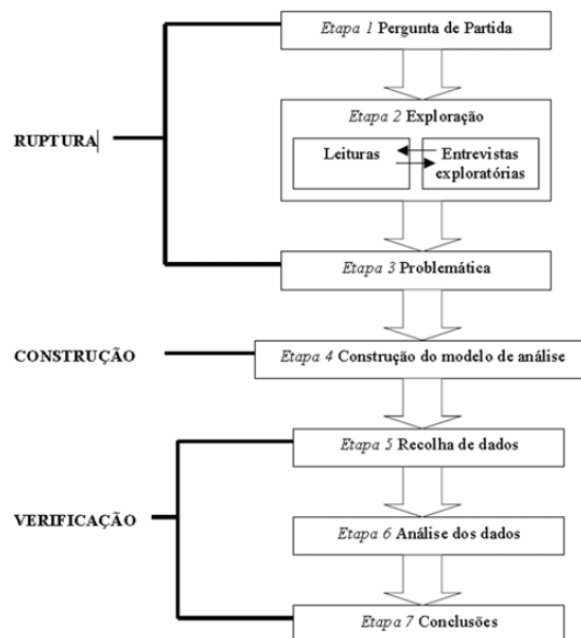 Etapa 1 Pergunta de Partida
Etapa 2 Exploração
RUPTURA
Leituras
Entrevistas
exploratórias
Etapa 3 Problemática
CONSTRUÇÃO
Etapa 4 Construção do modelo de análise
Etapa 5 Recolha de dados
VERIFICAÇÃO
Etapa 6 Análise dos dados
Etapa 7 Conclusões